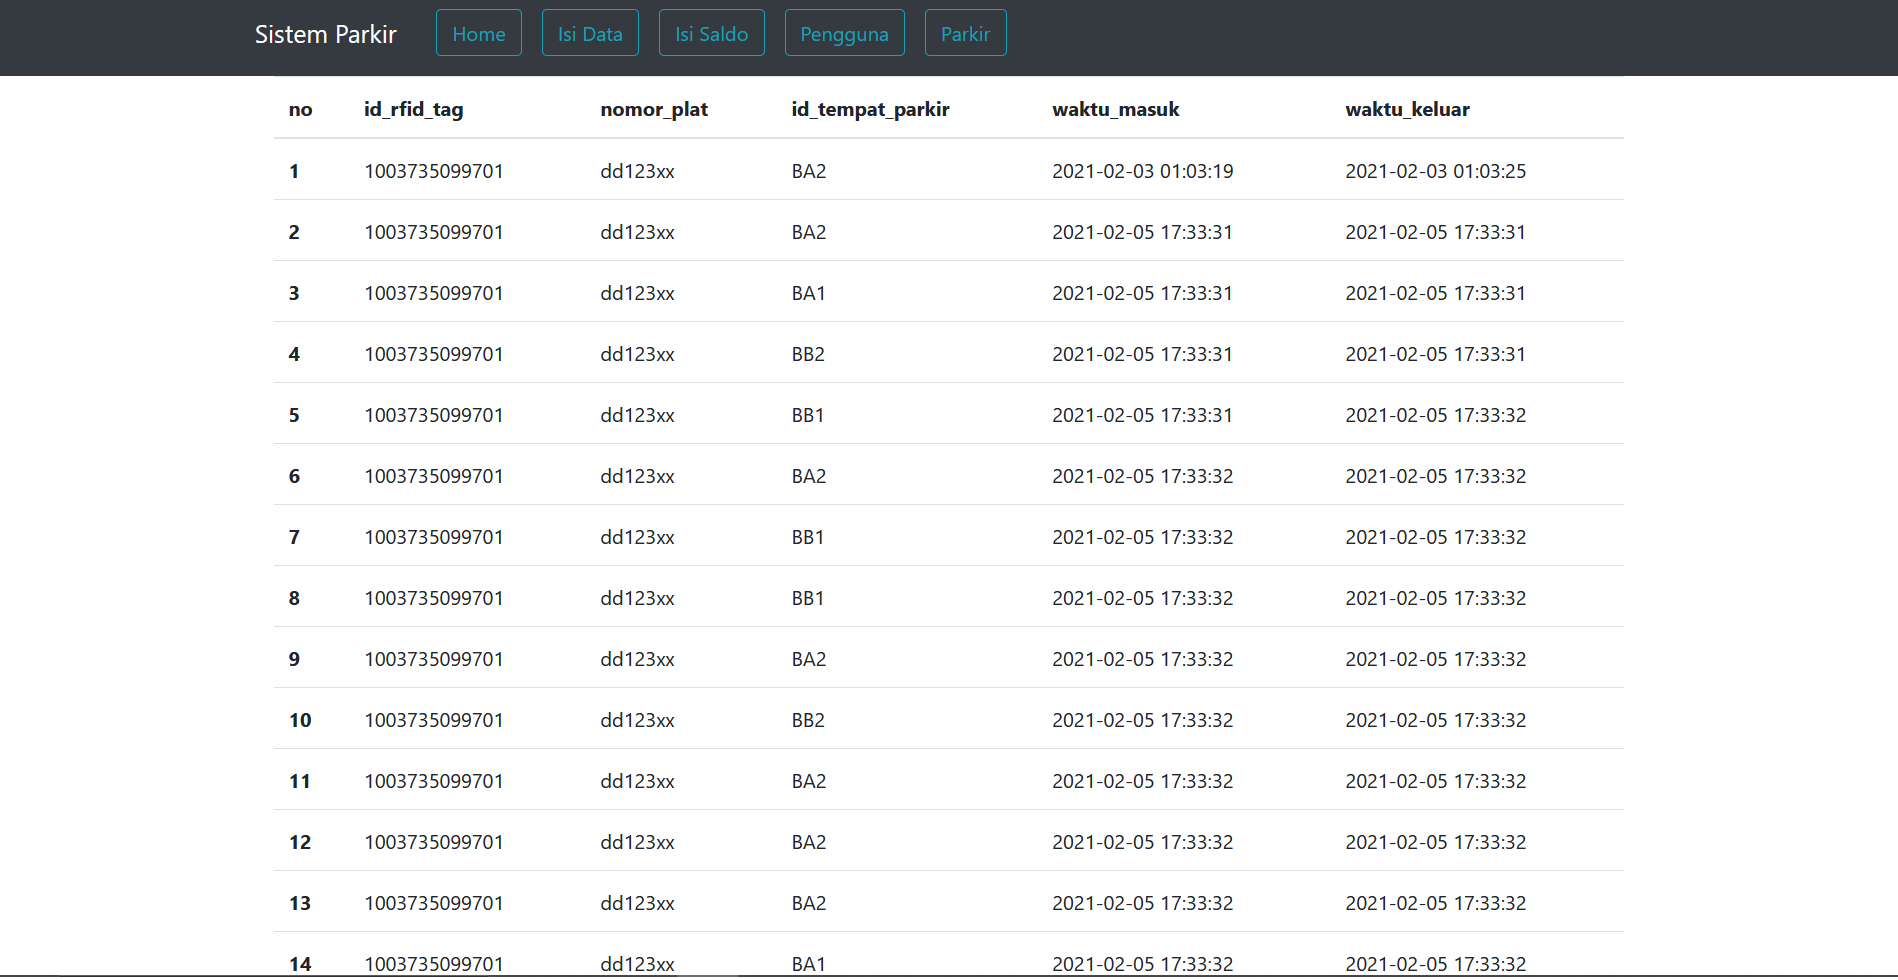 Sistem Parkir Home Isi Data Isi Saldo Pengguna Parkir
no id_rfid_tag nomor_plat id_tempat_parkir waktu_masuk waktu_keluar
1 1003735099701 dd123xx BA2 2021-02-03 01:03:19 2021-02-03 01:03:25
2 1003735099701 dd123xx BA2 2021-02-05 17:33:31 2021-02-05 17:33:31
3 1003735099701 dd123xx BA1 2021-02-05 17:33:31 2021-02-05 17:33:31
4 1003735099701 dd123xx BB2 2021-02-05 17:33:31 2021-02-05 17:33:31
5 1003735099701 dd123xx BB1 2021-02-05 17:33:31 2021-02-05 17:33:32
6 1003735099701 dd123xx BA2 2021-02-05 17:33:32 2021-02-05 17:33:32
7 1003735099701 dd123xx BB1 2021-02-05 17:33:32 2021-02-05 17:33:32
8 1003735099701 dd123xx BB1 2021-02-05 17:33:32 2021-02-05 17:33:32
9 1003735099701 dd123xx BA2 2021-02-05 17:33:32 2021-02-05 17:33:32
10 1003735099701 dd123xx BB2 2021-02-05 17:33:32 2021-02-05 17:33:32
11 1003735099701 dd123xx BA2 2021-02-05 17:33:32 2021-02-05 17:33:32
12 1003735099701 dd123xx BA2 2021-02-05 17:33:32 2021-02-05 17:33:32
13 1003735099701 dd123xx BA2 2021-02-05 17:33:32 2021-02-05 17:33:32
14 1003735099701 dd123xx BA1 2021-02-05 17:33:32 2021-02-05 17:33:32